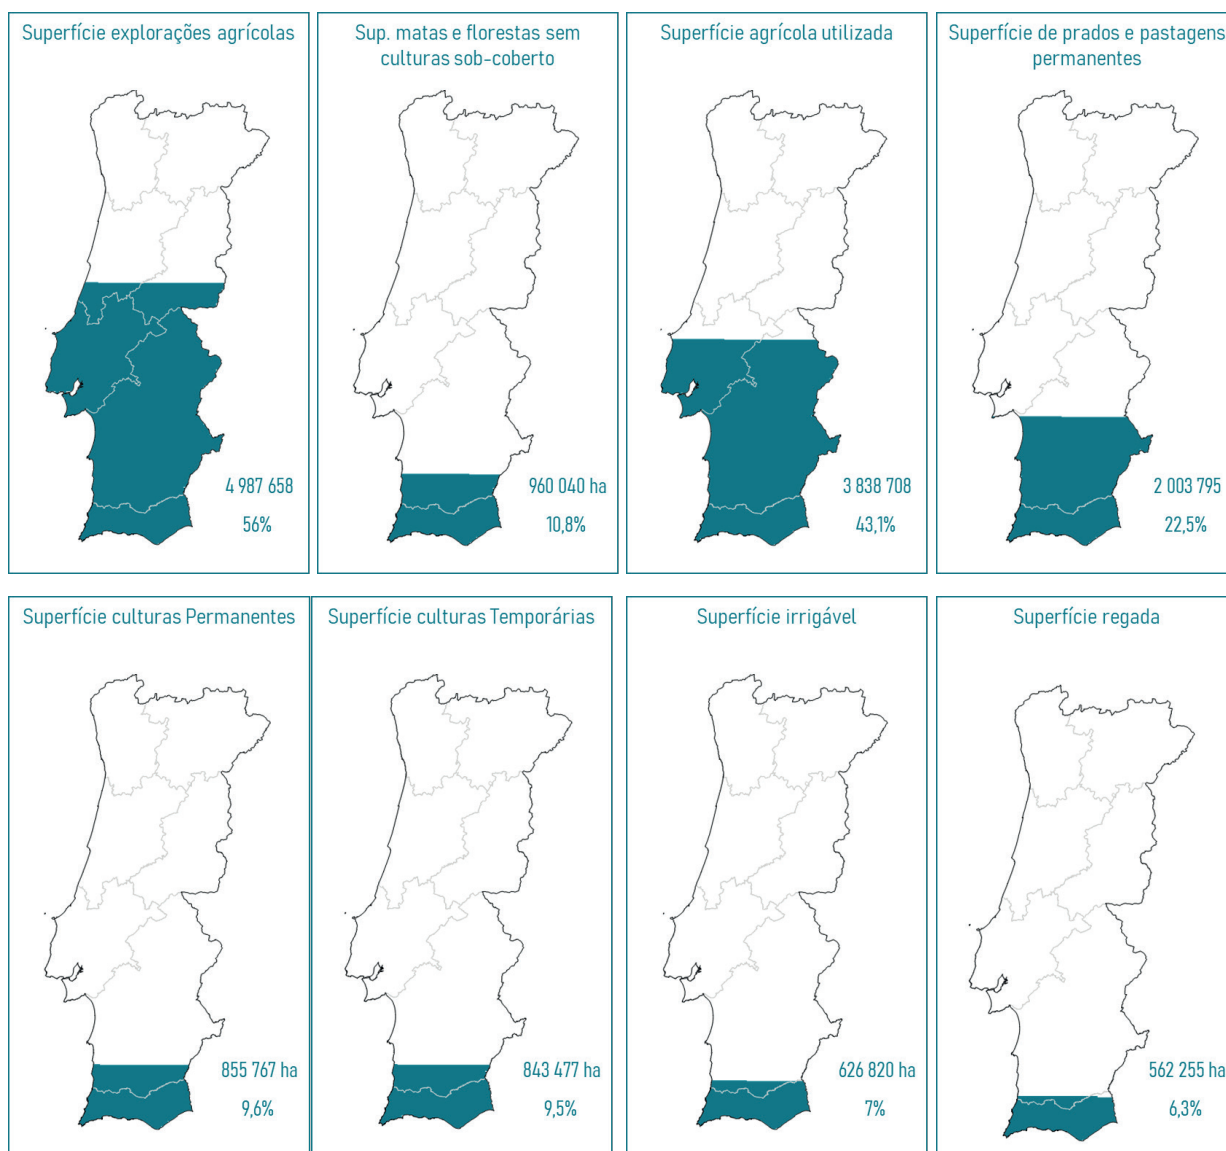 Superfície explorações agrícolas
4 987 658
56%
Sup. matas e florestas sem
culturas sob-coberto
960 040 ha
10,8%
Superfície agrícola utilizada
3 838 708
43,1%
Superfície de prados e pastagens
permanentes
2 003 795
22,5%
Superfície culturas Permanentes
855 767 ha
9,6%
Superfície culturas Temporárias
843 477 ha
9,5%
Superfície irrigável
626 820 ha
7%
Superfície regada
562 255 ha
6,3%